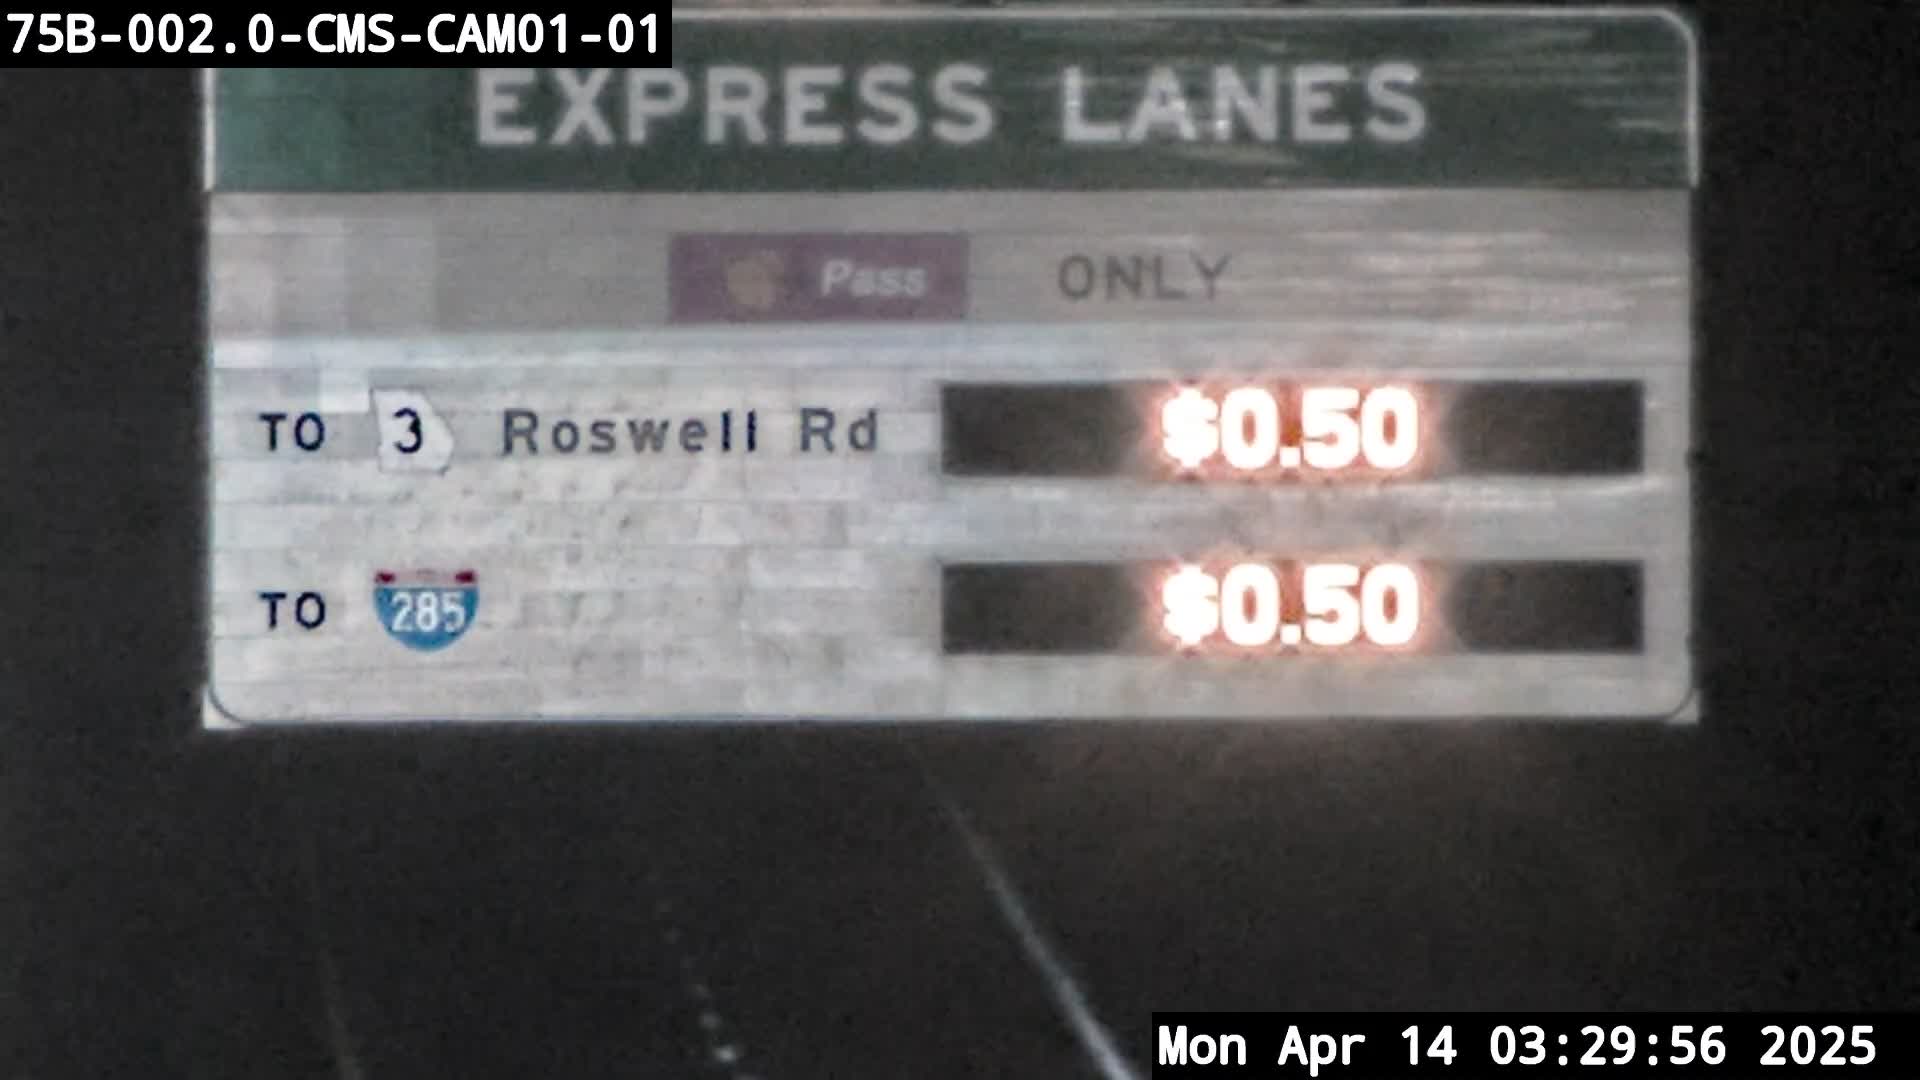 75B-002.0-CMS-CAM01-01
EXPRESS LANES
Pass ONLY
TO 3 Roswell Rd $0.50
TO 285 $0.50
Mon Apr 14 03:29:56 2025